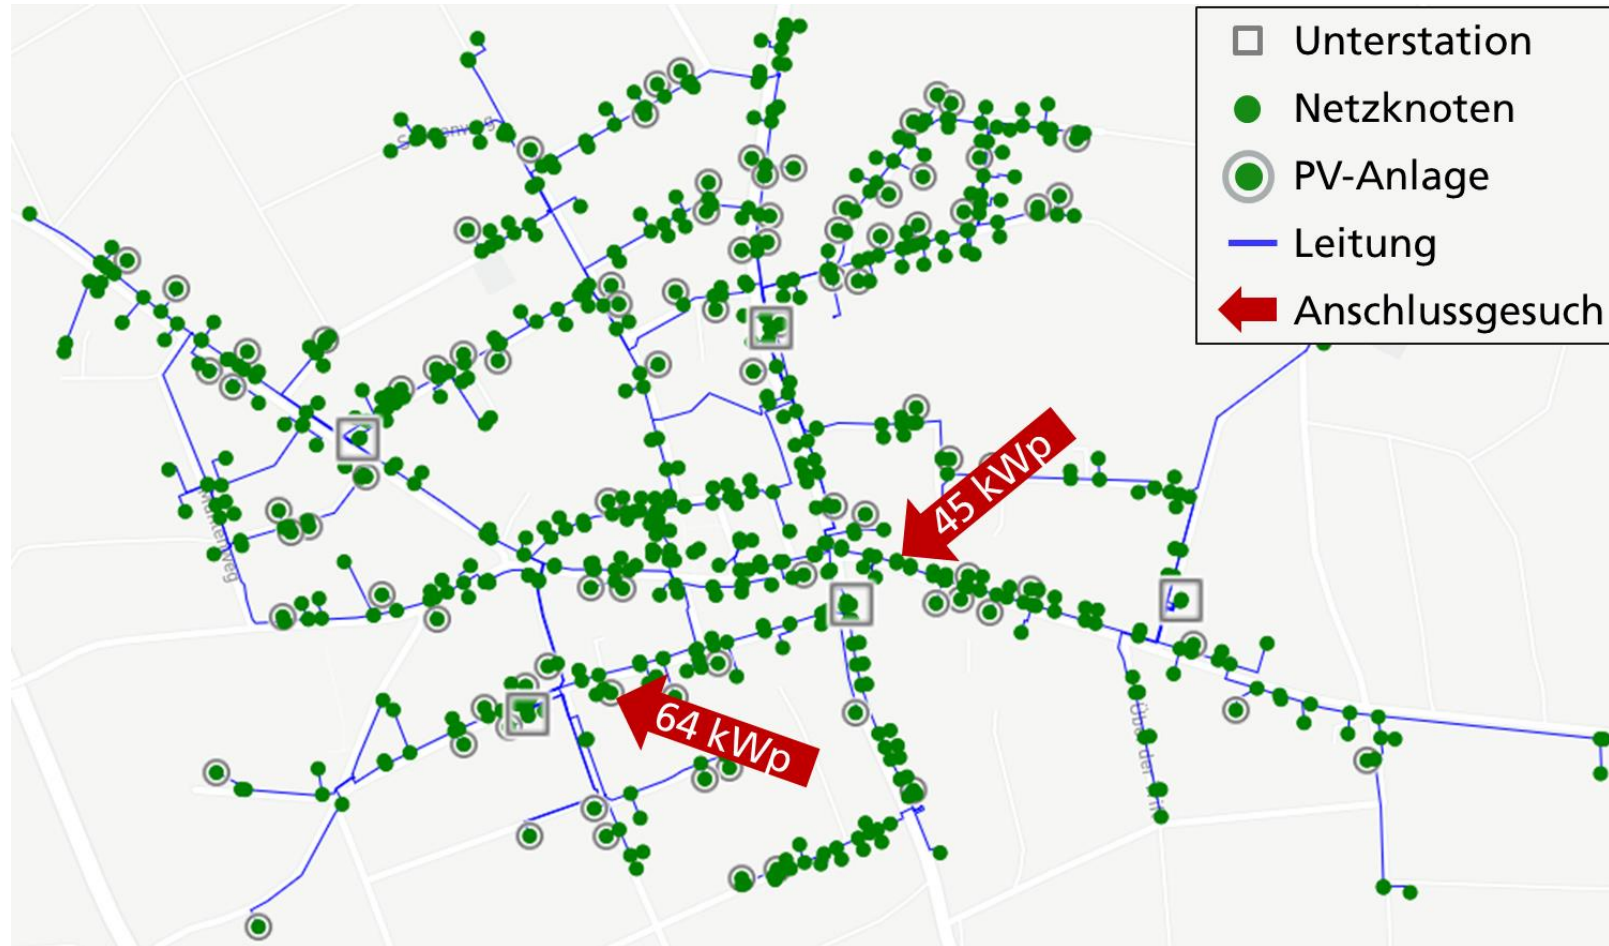 Unterstation
Netzknoten
PV-Anlage
Leitung
Anschlussgesuch
45 kWp
64 kWp